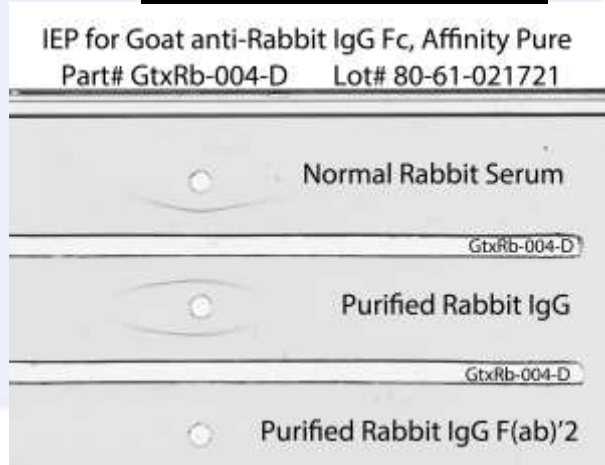 IEP for Goat anti-Rabbit IgG Fc, Affinity Pure
Part# GtxRb-004-D Lot# 80-61-021721
Normal Rabbit Serum
GtxRb-004-D
Purified Rabbit IgG
GtxRb-004-D
Purified Rabbit IgG F(ab)'2